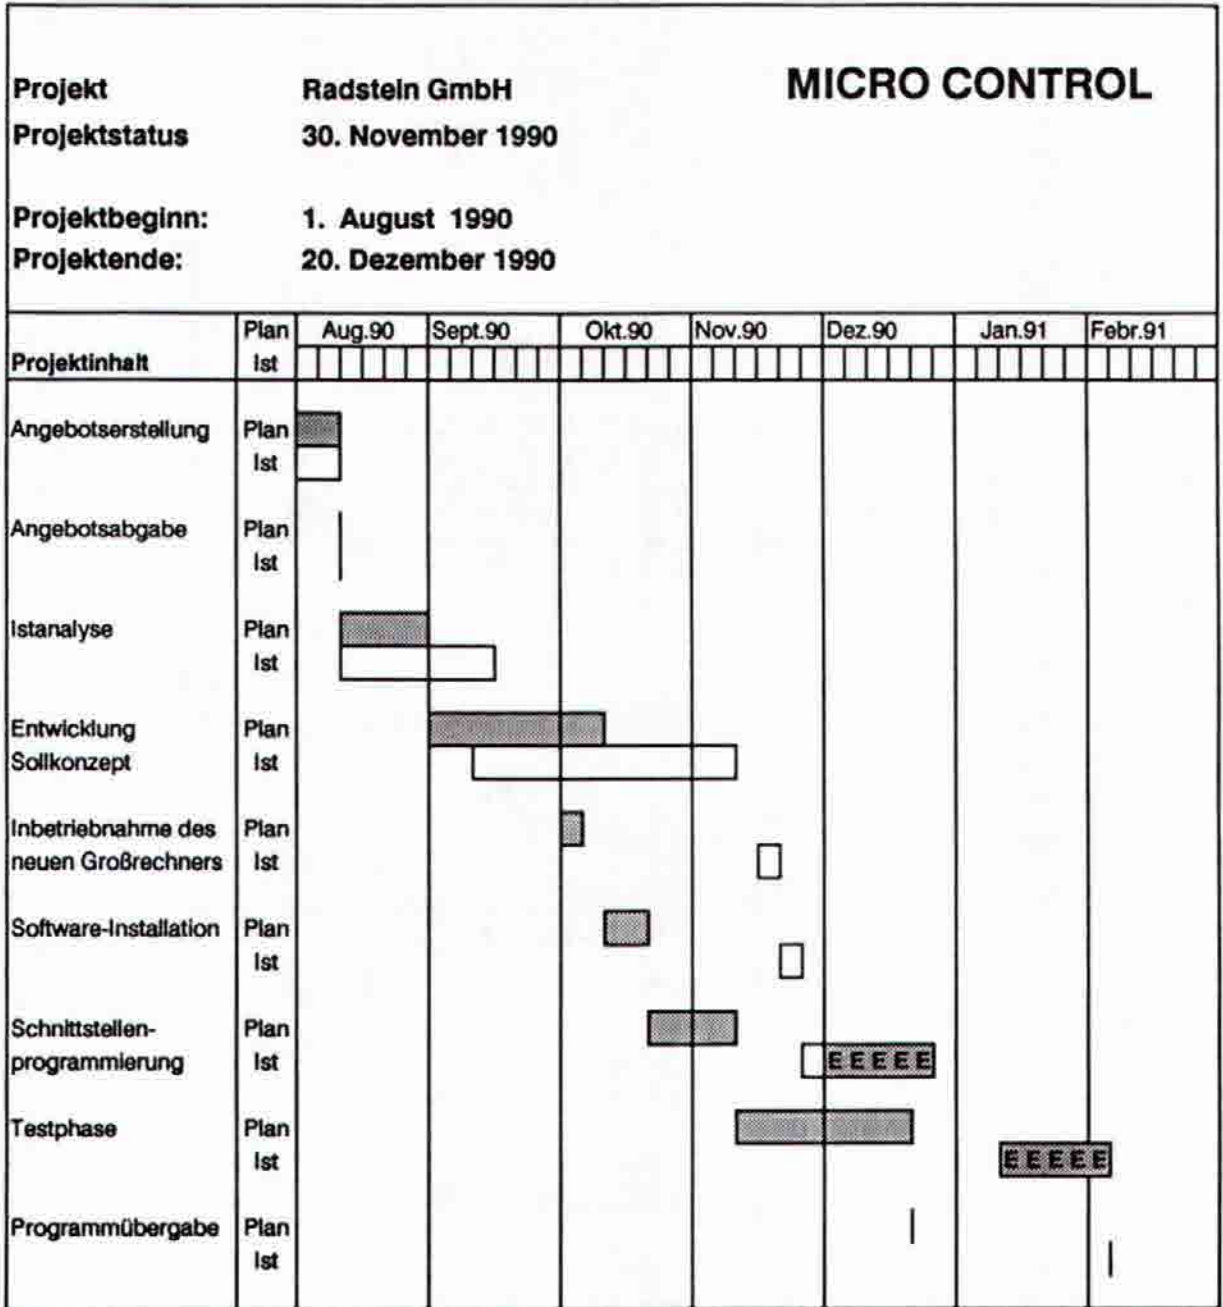 MICRO CONTROL
Projekt Radstein GmbH
Projektstatus 30. November 1990
Projektbeginn: 1. August 1990
Projektende: 20. Dezember 1990
Plan Aug.90 Sept.90 Okt.90 Nov.90 Dez.90 Jan.91 Febr.91
Projektinhalt Ist
Angebotserstellung Plan
Ist
Angebotsabgabe Plan
Ist
Istanalyse Plan
Ist
Entwicklung Plan
Sollkonzept Ist
Inbetriebnahme des Plan
neuen Großrechners Ist
Software-Installation Plan
Ist
Schnittstellen- Plan
programmierung Ist E E E E E
Testphase Plan
Ist E E E E E
Programmübergabe Plan
Ist